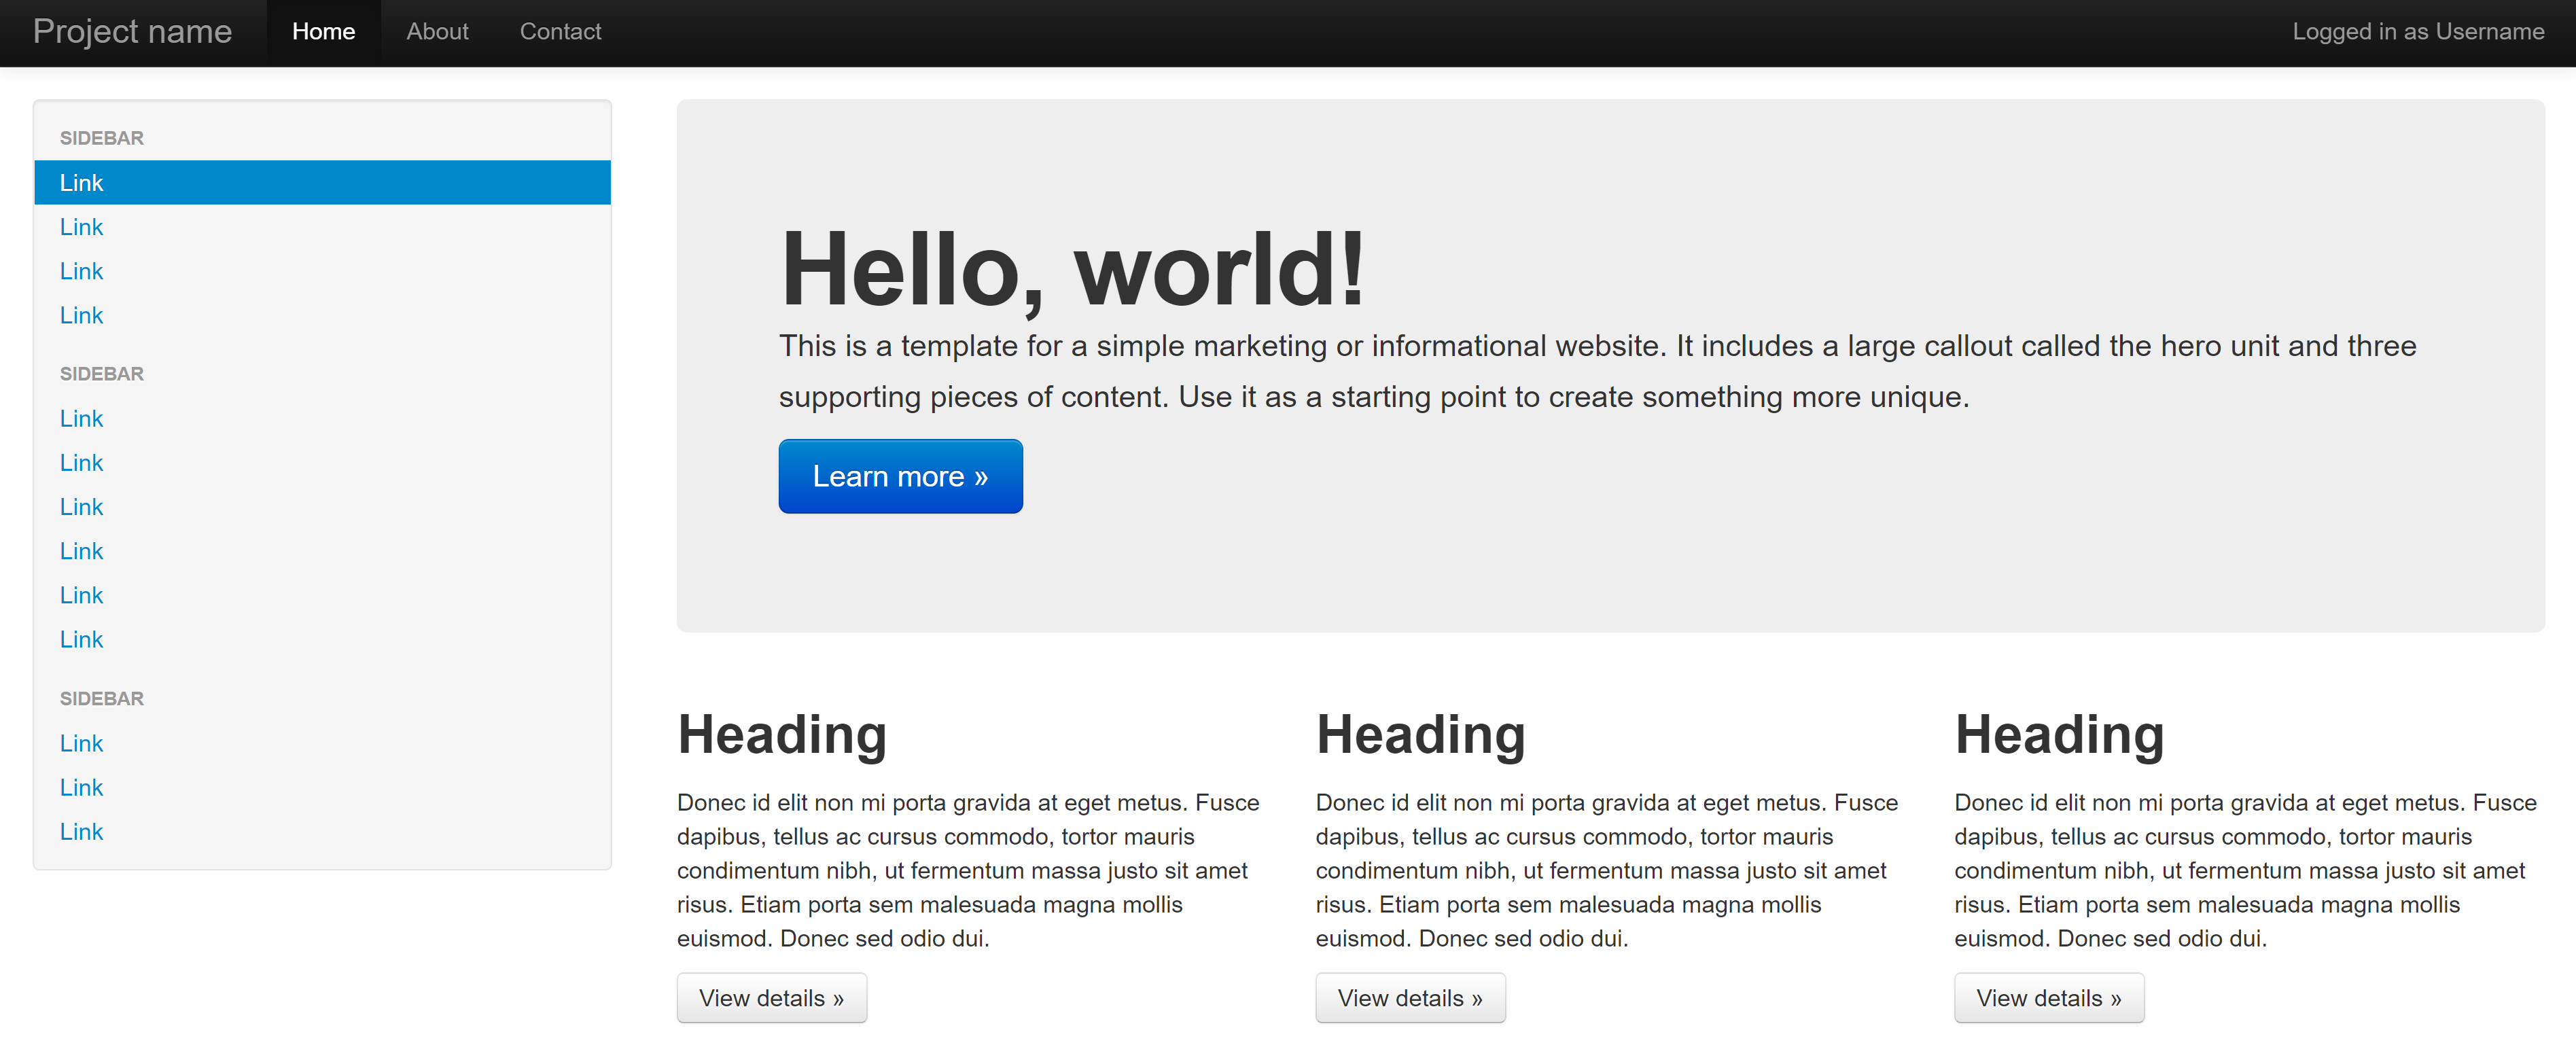 Project name Home About Contact Logged in as Username
SIDEBAR
Link
Link
Link
Link
SIDEBAR
Link
Link
Link
Link
Link
Link
SIDEBAR
Link
Link
Link
Hello, world!
This is a template for a simple marketing or informational website. It includes a large callout called the hero unit and three
supporting pieces of content. Use it as a starting point to create something more unique.
Learn more »
Heading
Donec id elit non mi porta gravida at eget metus. Fusce
dapibus, tellus ac cursus commodo, tortor mauris
condimentum nibh, ut fermentum massa justo sit amet
risus. Etiam porta sem malesuada magna mollis
euismod. Donec sed odio dui.
View details »
Heading
Donec id elit non mi porta gravida at eget metus. Fusce
dapibus, tellus ac cursus commodo, tortor mauris
condimentum nibh, ut fermentum massa justo sit amet
risus. Etiam porta sem malesuada magna mollis
euismod. Donec sed odio dui.
View details »
Heading
Donec id elit non mi porta gravida at eget metus. Fusce
dapibus, tellus ac cursus commodo, tortor mauris
condimentum nibh, ut fermentum massa justo sit amet
risus. Etiam porta sem malesuada magna mollis
euismod. Donec sed odio dui.
View details »